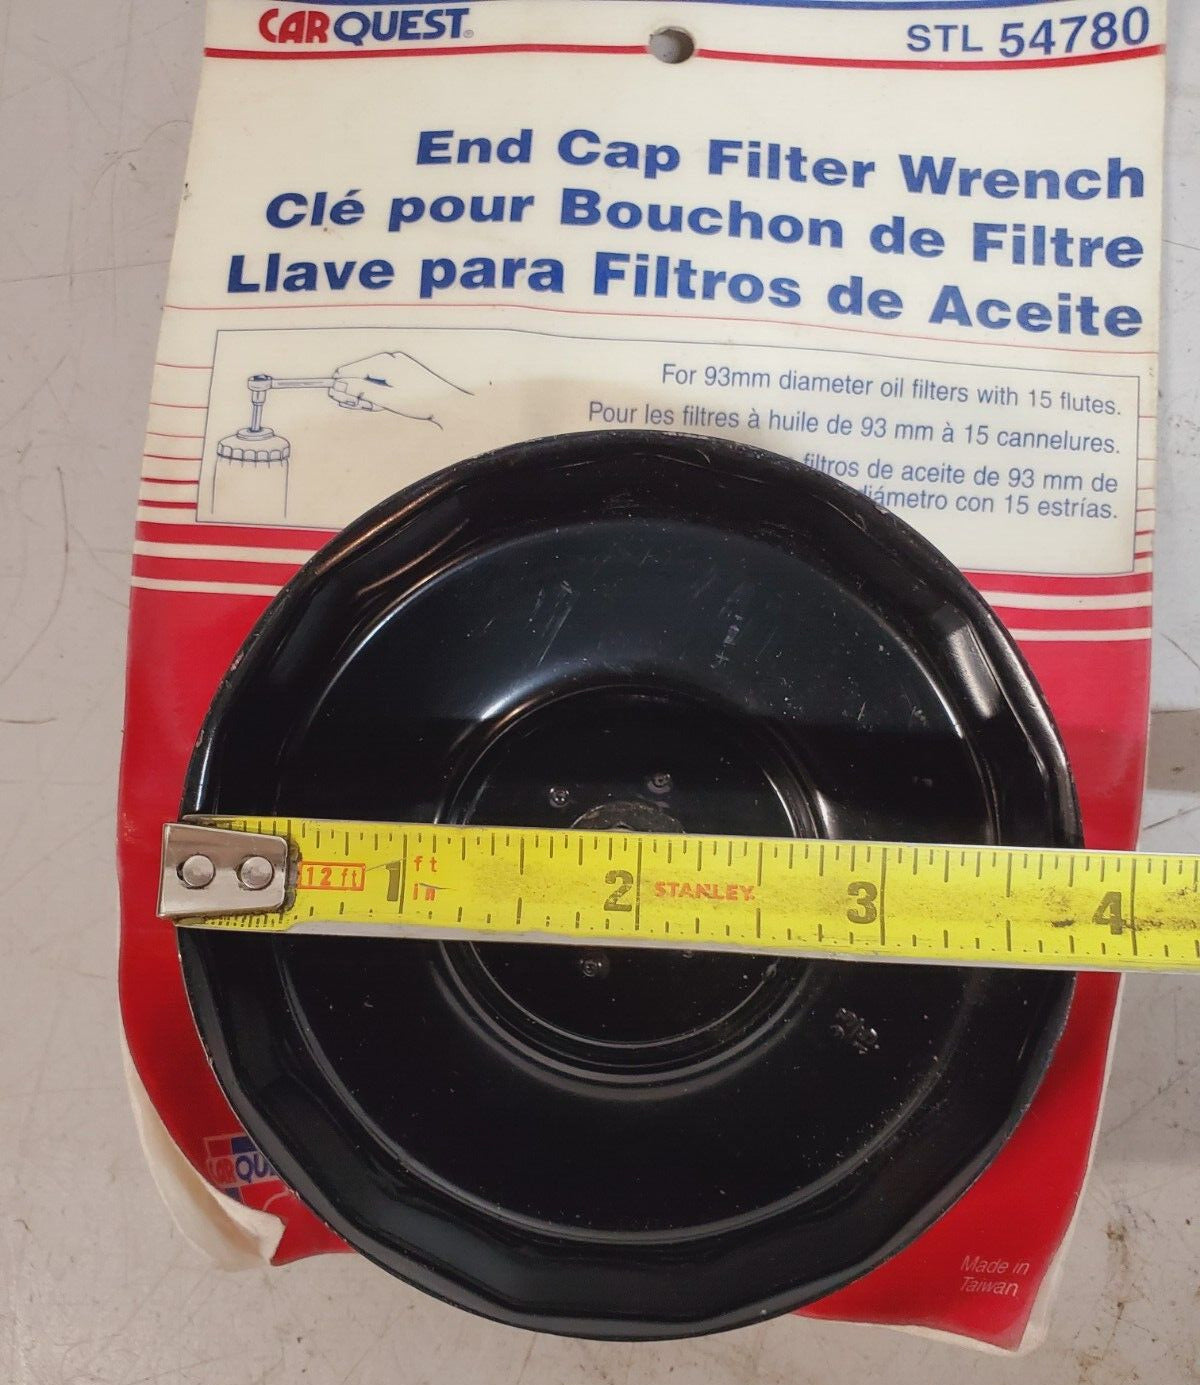 CARQUEST®
STL 54780
End Cap Filter Wrench
Clé pour Bouchon de Filtre
Llave para Filtros de Aceite
For 93mm diameter oil filters with 15 flutes.
Pour les filtres à huile de 93 mm à 15 cannelures.
filtros de aceite de 93 mm de
diámetro con 15 estrías.
12 ft 1 ft in 2 STANLEY. 3 4
Made in
Taiwan